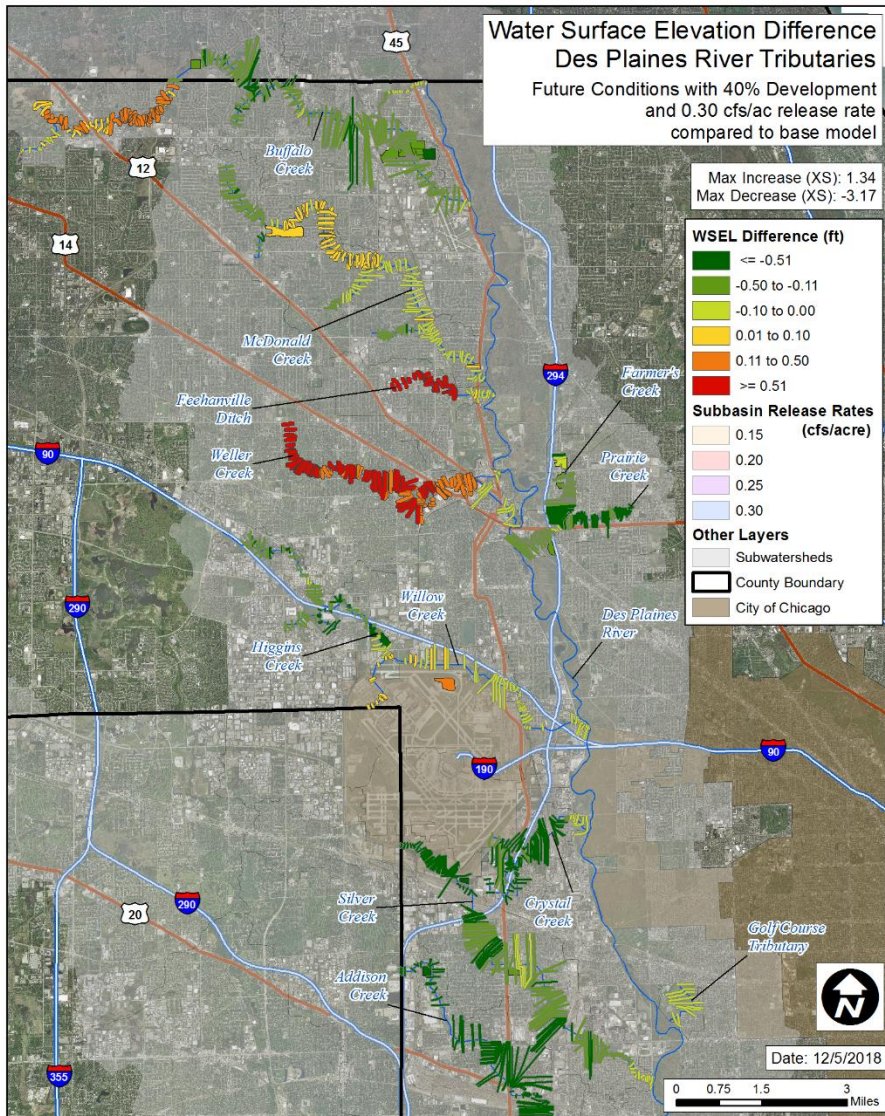 Water Surface Elevation Difference
Des Plaines River Tributaries
Future Conditions with 40% Development
and 0.30 cfs/ac release rate
compared to base model
Max Increase (XS): 1.34
Max Decrease (XS): -3.17
WSEL Difference (ft)
<= -0.51
-0.50 to -0.11
-0.10 to 0.00
0.01 to 0.10
0.11 to 0.50
>= 0.51
Subbasin Release Rates
(cfs/acre)
0.15
0.20
0.25
0.30
Other Layers
Subwatersheds
County Boundary
City of Chicago
45
12
14
Buffalo
Creek
McDonald
Creek
Feehanville
Ditch
294
Farmer's
Creek
Prairie
Creek
90
Weller
Creek
290
Willow
Creek
Des Plaines
River
Higgins
Creek
190
90
Silver
Creek
Crystal
Creek
20
290
Addison
Creek
Golf Course
Tributary
355
N
Date: 12/5/2018
0 0.75 1.5 3
Miles